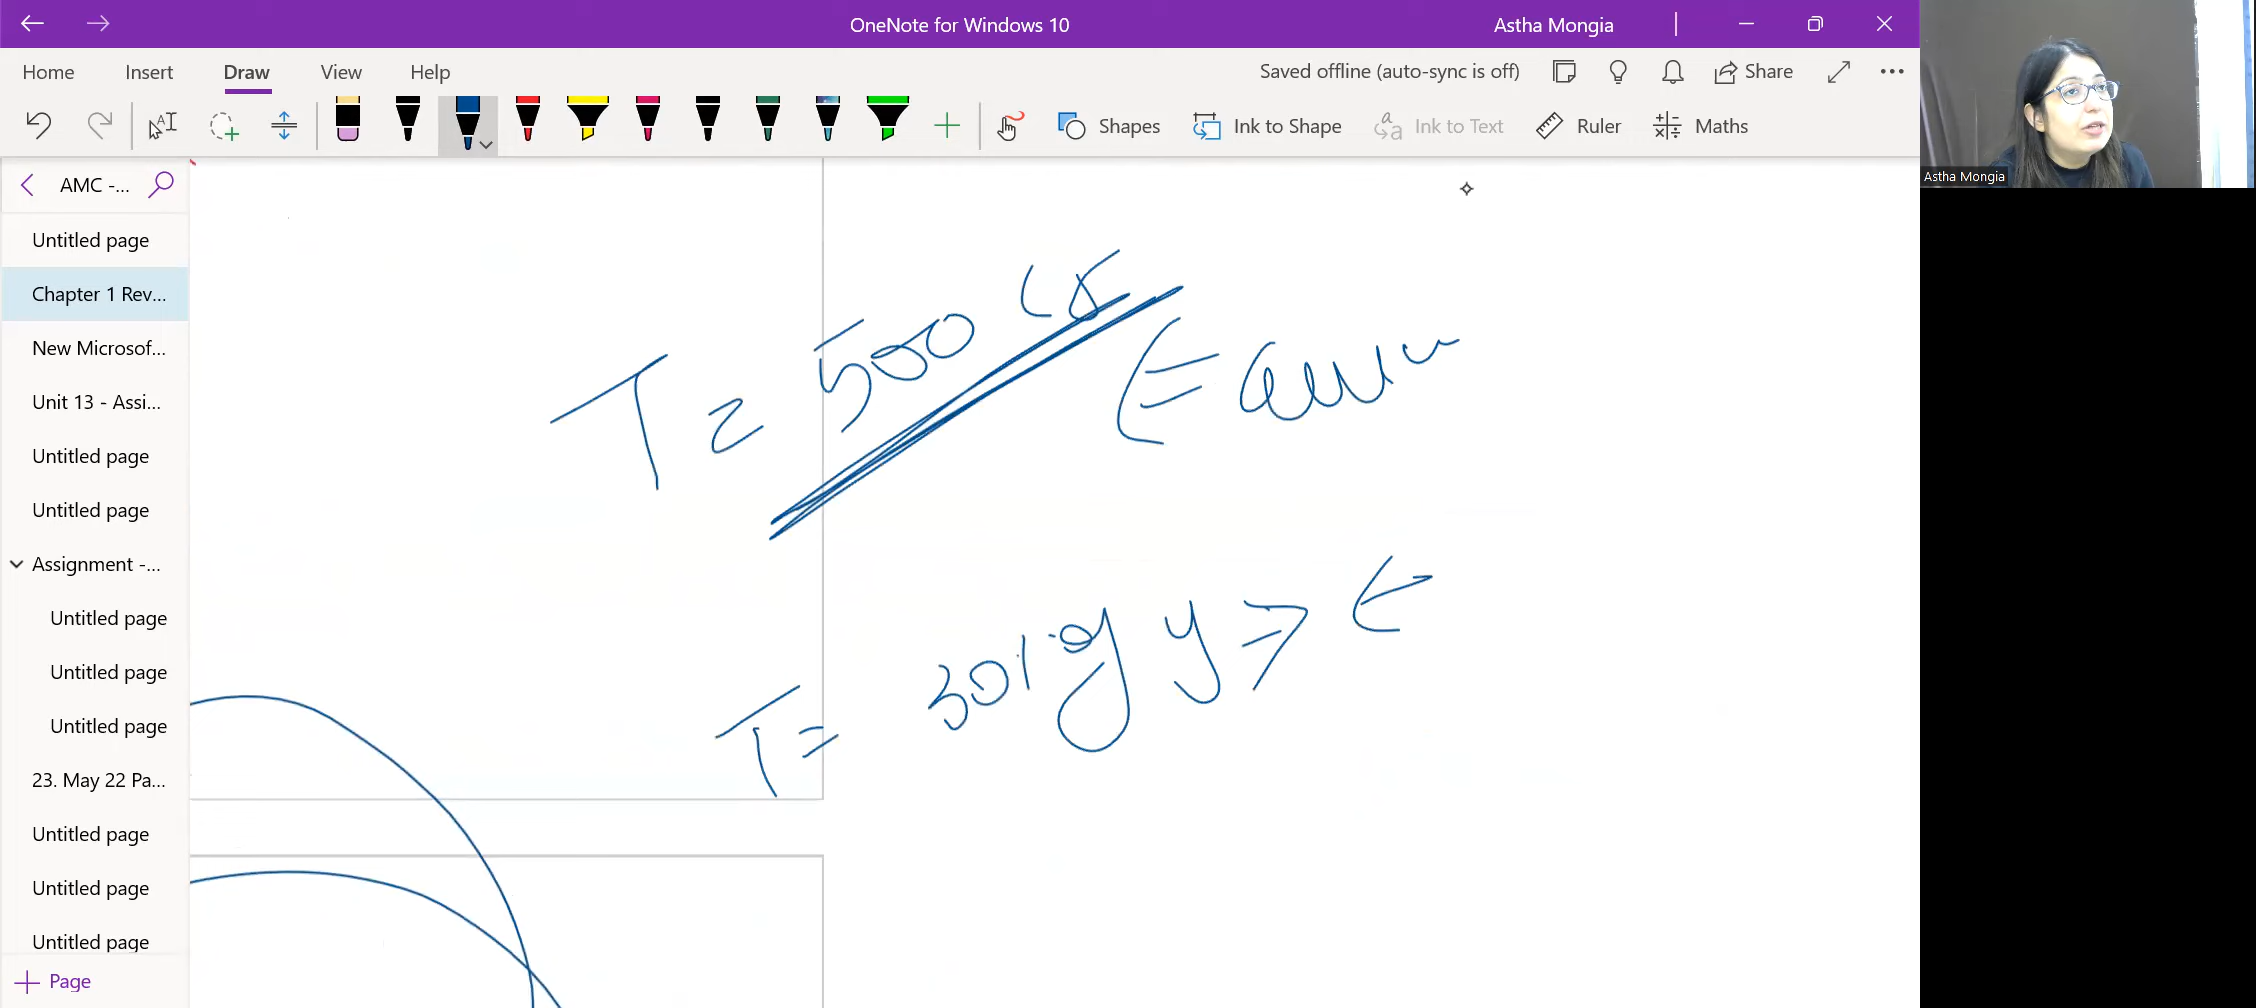 OneNote for Windows 10
Astha Mongia
Home Insert Draw View Help
Saved offline (auto-sync is off) Share
Shapes Ink to Shape Ink to Text Ruler Maths
Astha Mongia
AMC -...
Untitled page
Chapter 1 Rev...
New Microsof...
Unit 13 - Assi...
Untitled page
Untitled page
Assignment -...
Untitled page
Untitled page
Untitled page
23. May 22 Pa...
Untitled page
Untitled page
Untitled page
Page
T = 500 cr
T = 30% of